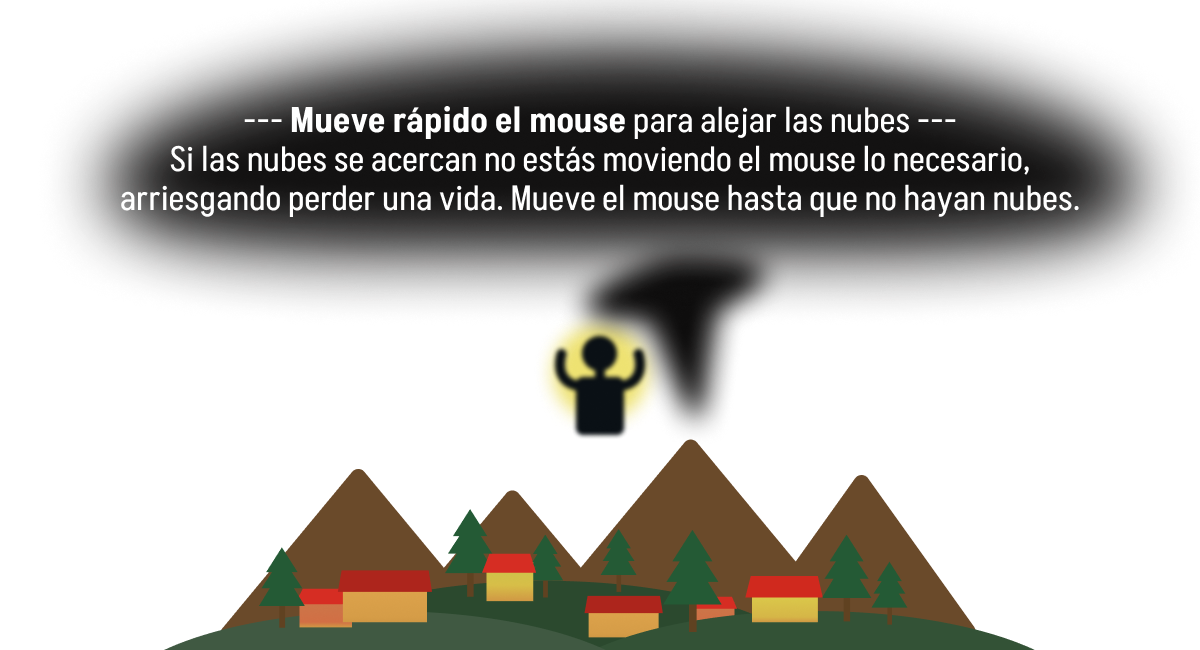 --- Mueve rápido el mouse para alejar las nubes ---
Si las nubes se acercan no estás moviendo el mouse lo necesario,
arriesgando perder una vida. Mueve el mouse hasta que no hayan nubes.